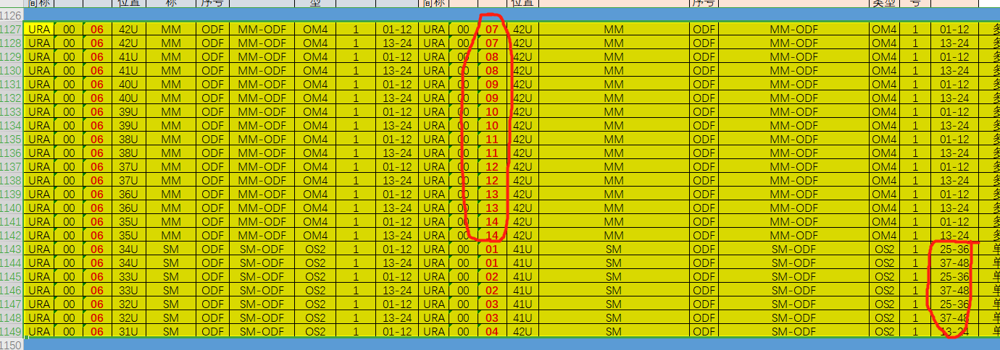 简称 位置 称 序号 型 简称 位置 序号 类型 号
1126
1127 URA 00 06 42U MM ODF MM-ODF OM4 1 01-12 URA 00 07 42U MM ODF MM-ODF OM4 1 01-12
1128 URA 00 06 42U MM ODF MM-ODF OM4 1 13-24 URA 00 07 42U MM ODF MM-ODF OM4 1 13-24
1129 URA 00 06 41U MM ODF MM-ODF OM4 1 01-12 URA 00 08 42U MM ODF MM-ODF OM4 1 01-12
1130 URA 00 06 41U MM ODF MM-ODF OM4 1 13-24 URA 00 08 42U MM ODF MM-ODF OM4 1 13-24
1131 URA 00 06 40U MM ODF MM-ODF OM4 1 01-12 URA 00 09 42U MM ODF MM-ODF OM4 1 01-12
1132 URA 00 06 40U MM ODF MM-ODF OM4 1 13-24 URA 00 09 42U MM ODF MM-ODF OM4 1 13-24
1133 URA 00 06 39U MM ODF MM-ODF OM4 1 01-12 URA 00 10 42U MM ODF MM-ODF OM4 1 01-12
1134 URA 00 06 39U MM ODF MM-ODF OM4 1 13-24 URA 00 10 42U MM ODF MM-ODF OM4 1 13-24
1135 URA 00 06 38U MM ODF MM-ODF OM4 1 01-12 URA 00 11 42U MM ODF MM-ODF OM4 1 01-12
1136 URA 00 06 38U MM ODF MM-ODF OM4 1 13-24 URA 00 11 42U MM ODF MM-ODF OM4 1 13-24
1137 URA 00 06 37U MM ODF MM-ODF OM4 1 01-12 URA 00 12 42U MM ODF MM-ODF OM4 1 01-12
1138 URA 00 06 37U MM ODF MM-ODF OM4 1 13-24 URA 00 12 42U MM ODF MM-ODF OM4 1 13-24
1139 URA 00 06 36U MM ODF MM-ODF OM4 1 01-12 URA 00 13 42U MM ODF MM-ODF OM4 1 01-12
1140 URA 00 06 36U MM ODF MM-ODF OM4 1 13-24 URA 00 13 42U MM ODF MM-ODF OM4 1 13-24
1141 URA 00 06 35U MM ODF MM-ODF OM4 1 01-12 URA 00 14 42U MM ODF MM-ODF OM4 1 01-12
1142 URA 00 06 35U MM ODF MM-ODF OM4 1 13-24 URA 00 14 42U MM ODF MM-ODF OM4 1 13-24
1143 URA 00 06 34U SM ODF SM-ODF OS2 1 01-12 URA 00 01 41U SM ODF SM-ODF OS2 1 25-36
1144 URA 00 06 34U SM ODF SM-ODF OS2 1 13-24 URA 00 01 41U SM ODF SM-ODF OS2 1 37-48
1145 URA 00 06 33U SM ODF SM-ODF OS2 1 01-12 URA 00 02 41U SM ODF SM-ODF OS2 1 25-36
1146 URA 00 06 33U SM ODF SM-ODF OS2 1 13-24 URA 00 02 41U SM ODF SM-ODF OS2 1 37-48
1147 URA 00 06 32U SM ODF SM-ODF OS2 1 01-12 URA 00 03 41U SM ODF SM-ODF OS2 1 25-36
1148 URA 00 06 32U SM ODF SM-ODF OS2 1 13-24 URA 00 03 41U SM ODF SM-ODF OS2 1 37-48
1149 URA 00 06 31U SM ODF SM-ODF OS2 1 01-12 URA 00 04 42U SM ODF SM-ODF OS2 1 13-24
1150